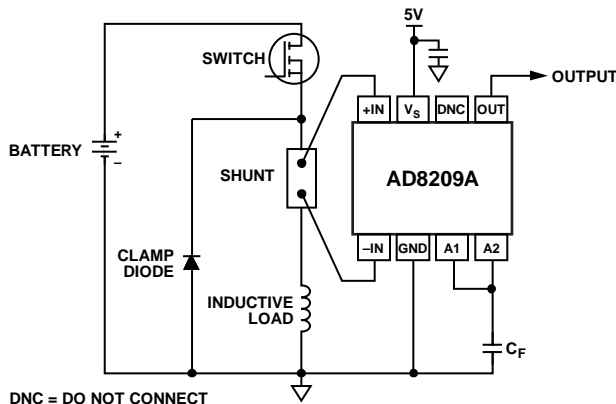 5V
SWITCH
OUTPUT
+IN
VS
DNC
OUT
BATTERY
+
–
SHUNT
AD8209A
–IN
GND
A1
A2
CLAMP
DIODE
INDUCTIVE
LOAD
CF
DNC = DO NOT CONNECT